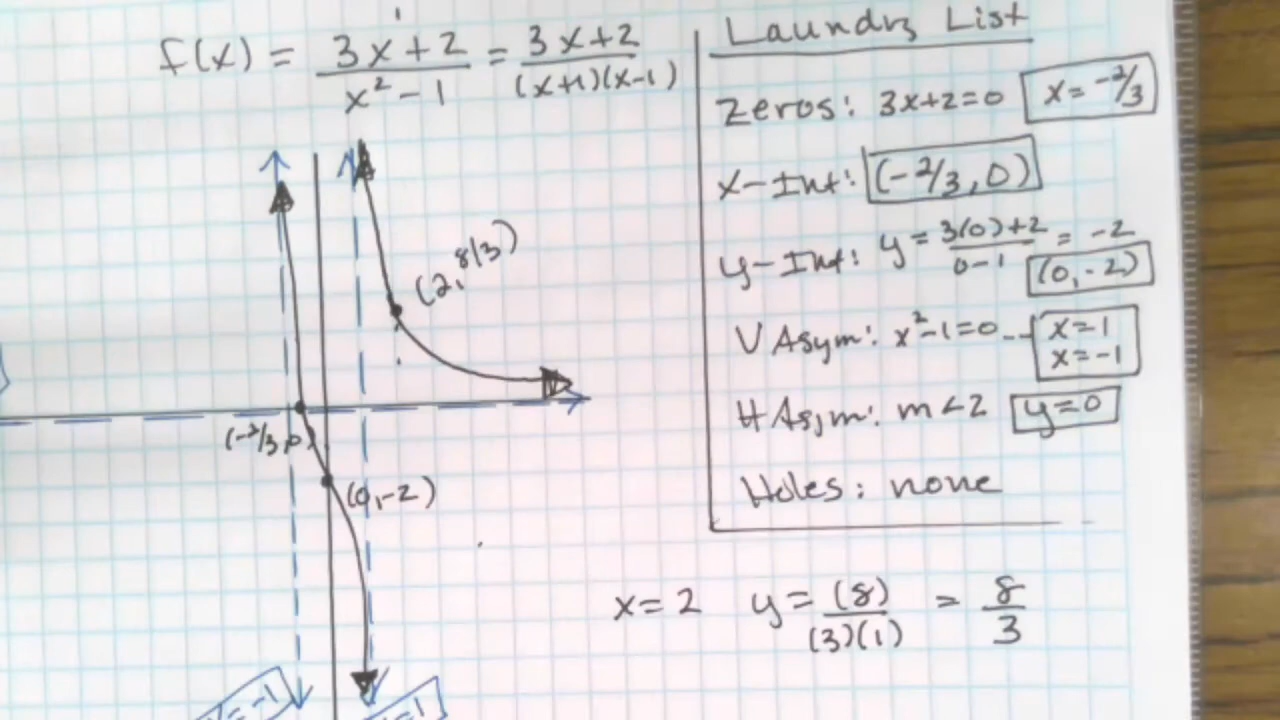 f(x) = (3x+2)/(x² - 1) = (3x+2)/((x+1)(x-1))
Laundry List
Zeros: 3x+2=0 x = -2/3
x-Int: (-2/3, 0)
y-Int: y = (3(0)+2)/(0-1) = -2
(0, -2)
V Asym: x²-1=0 x=1
x=-1
H Asym: m<2 y=0
Holes: none
(2, 8/3)
(-2/3, 0)
(0, -2)
x=2 y = (8)/((3)(1)) = 8/3
= -1
=1